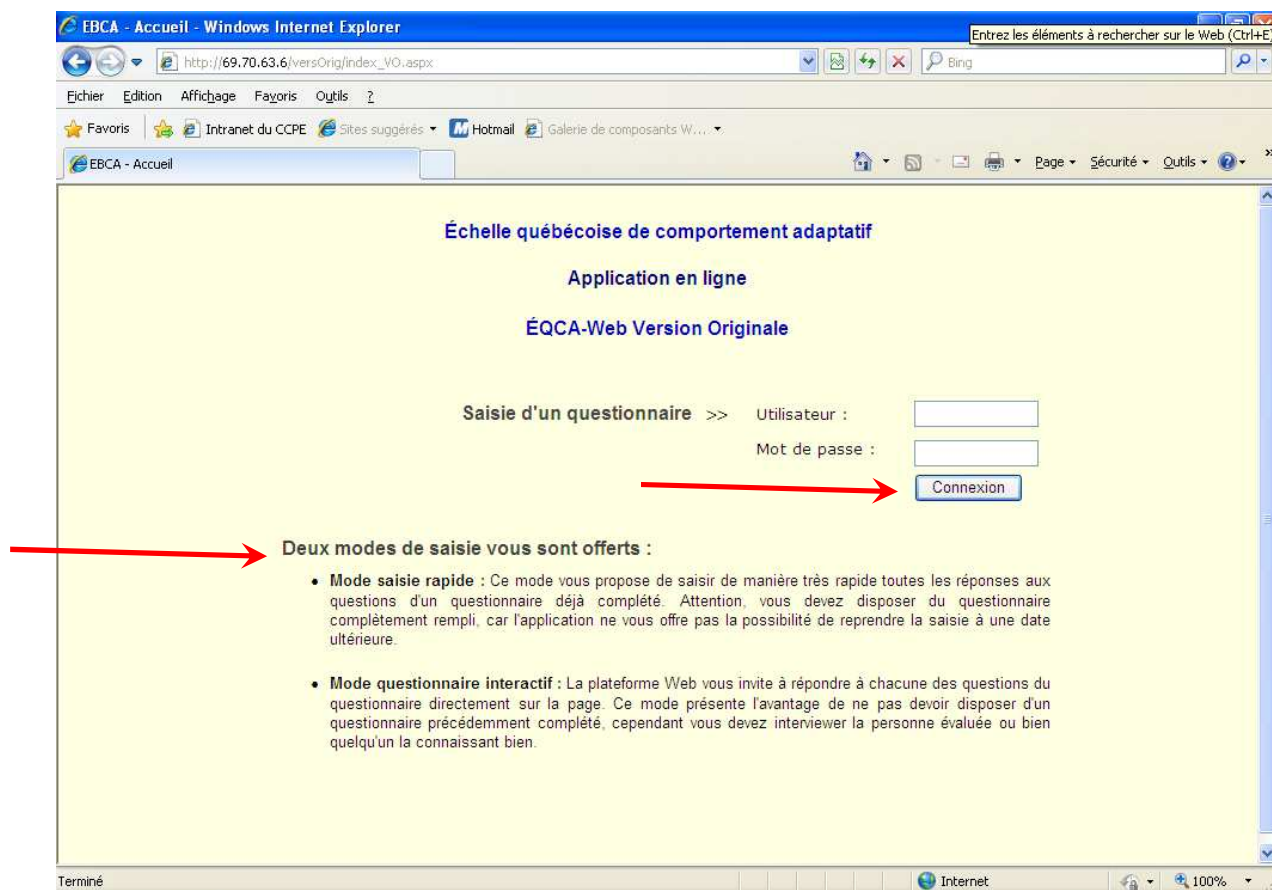 EBCA - Accueil - Windows Internet Explorer
Entrez les éléments à rechercher sur le Web (Ctrl+E)
http://69.70.63.6/versOrig/index_VO.aspx
Bing
Fichier Edition Affichage Favoris Outils ?
Favoris Intranet du CCPE Sites suggérés Hotmail Galerie de composants W...
EBCA - Accueil
Page Sécurité Outils »
Échelle québécoise de comportement adaptatif
Application en ligne
ÉQCA-Web Version Originale
Saisie d'un questionnaire >> Utilisateur :
Mot de passe :
Connexion
Deux modes de saisie vous sont offerts :
• Mode saisie rapide : Ce mode vous propose de saisir de manière très rapide toutes les réponses aux
questions d'un questionnaire déjà complété. Attention, vous devez disposer du questionnaire
complètement rempli, car l'application ne vous offre pas la possibilité de reprendre la saisie à une date
ultérieure.
• Mode questionnaire interactif : La plateforme Web vous invite à répondre à chacune des questions du
questionnaire directement sur la page. Ce mode présente l'avantage de ne pas devoir disposer d'un
questionnaire précédemment complété, cependant vous devez interviewer la personne évaluée ou bien
quelqu'un la connaissant bien.
Terminé Internet 100%